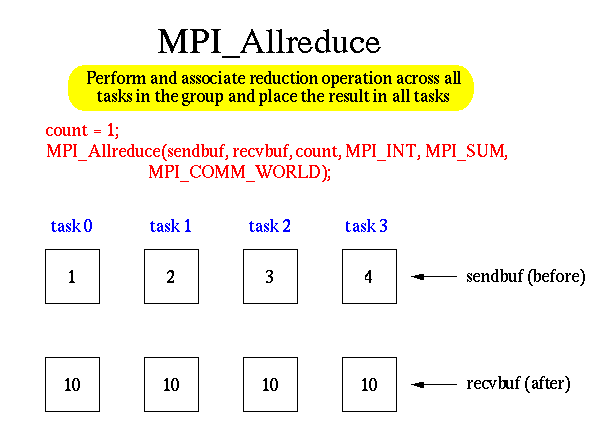 MPI_Allreduce
Perform and associate reduction operation across all
tasks in the group and place the result in all tasks
count = 1;
MPI_Allreduce(sendbuf, recvbuf, count, MPI_INT, MPI_SUM,
MPI_COMM_WORLD);
task 0 task 1 task 2 task 3
1 2 3 4 sendbuf (before)
10 10 10 10 recvbuf (after)